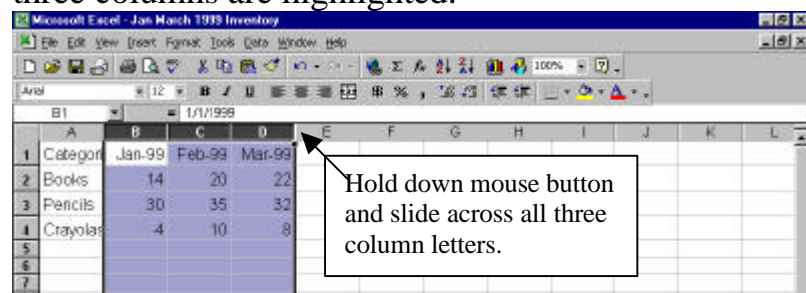 three columns are highlighted.
Microsoft Excel - Jan March 1999 Inventory
File Edit View Insert Format Tools Data Window Help
100%
Arial 12 B I U $ % ,
B1 = 1/1/1999
A B C D E F G H I J K L
1 Categori Jan-99 Feb-99 Mar-99
2 Books 14 20 22
3 Pencils 30 35 32
4 Crayolas 4 10 8
5
6
7
Hold down mouse button
and slide across all three
column letters.